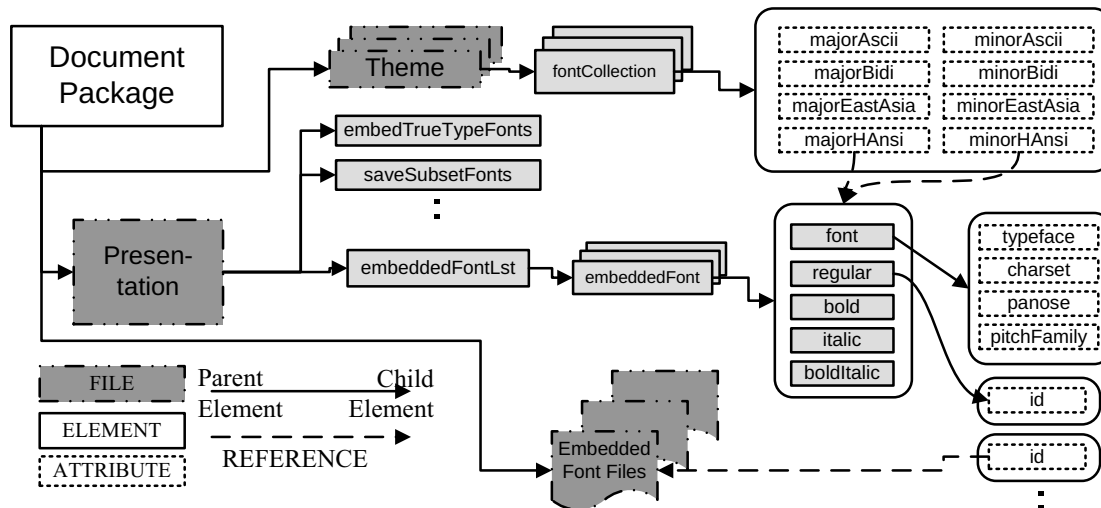 Document
Package
Theme
fontCollection
majorAscii
minorAscii
majorBidi
minorBidi
majorEastAsia
minorEastAsia
majorHAnsi
minorHAnsi
embedTrueTypeFonts
saveSubsetFonts
Presen-
tation
embeddedFontLst
embeddedFont
font
regular
bold
italic
boldItalic
typeface
charset
panose
pitchFamily
id
id
Embedded
Font Files
FILE
ELEMENT
ATTRIBUTE
Parent
Element
Child
Element
REFERENCE